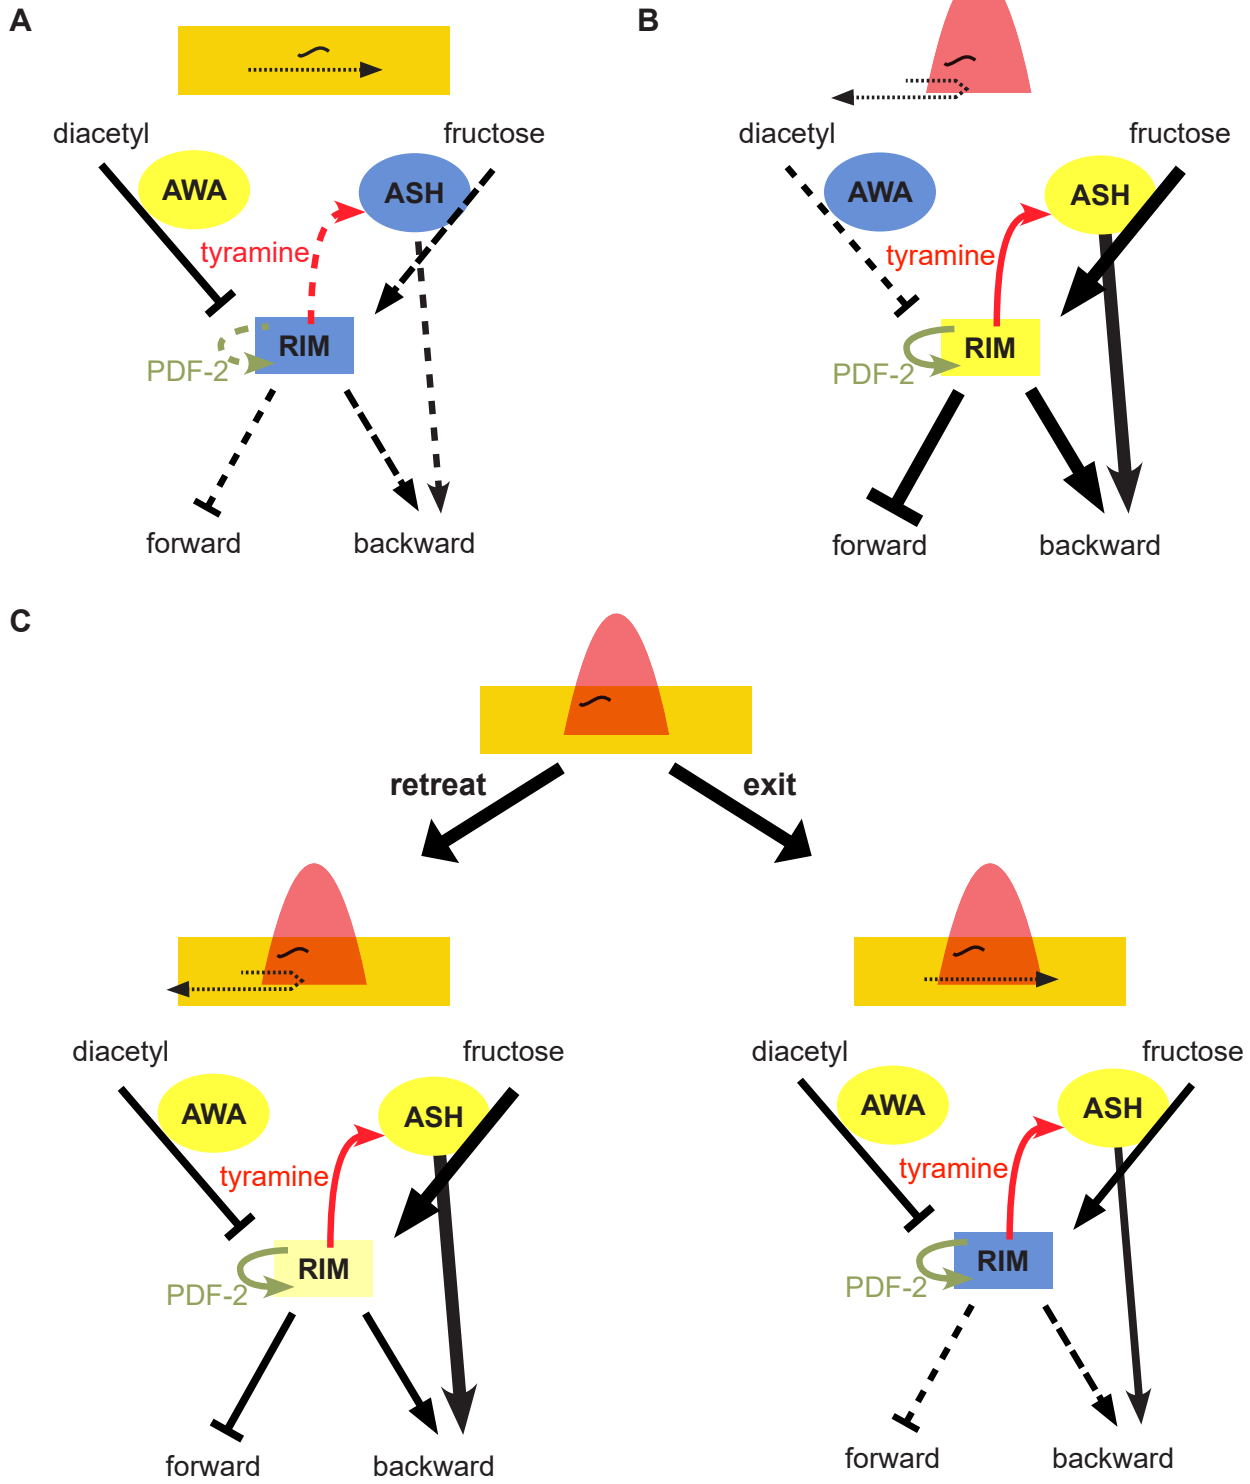 A
B
diacetyl
fructose
AWA
ASH
tyramine
RIM
PDF-2
forward
backward
diacetyl
fructose
AWA
ASH
tyramine
RIM
PDF-2
forward
backward
C
retreat
exit
diacetyl
fructose
AWA
ASH
tyramine
RIM
PDF-2
forward
backward
diacetyl
fructose
AWA
ASH
tyramine
RIM
PDF-2
forward
backward